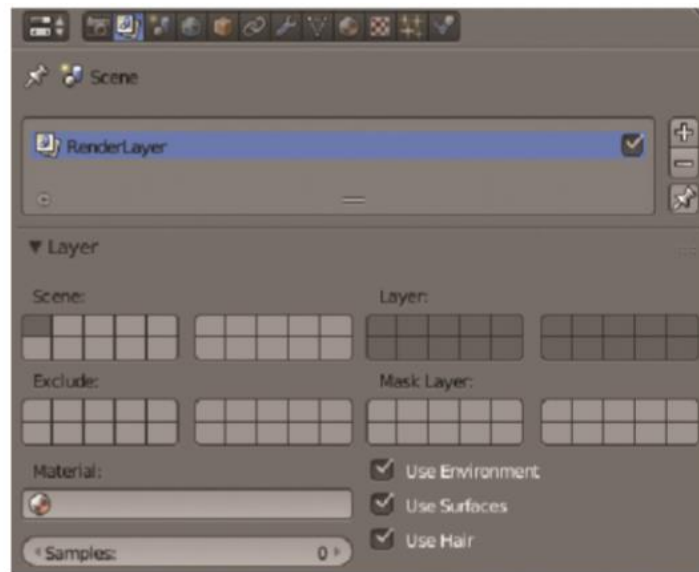 Scene
RenderLayer
Layer
Scene:
Layer:
Exclude:
Mask Layer:
Material:
Use Environment
Use Surfaces
Samples: 0
Use Hair